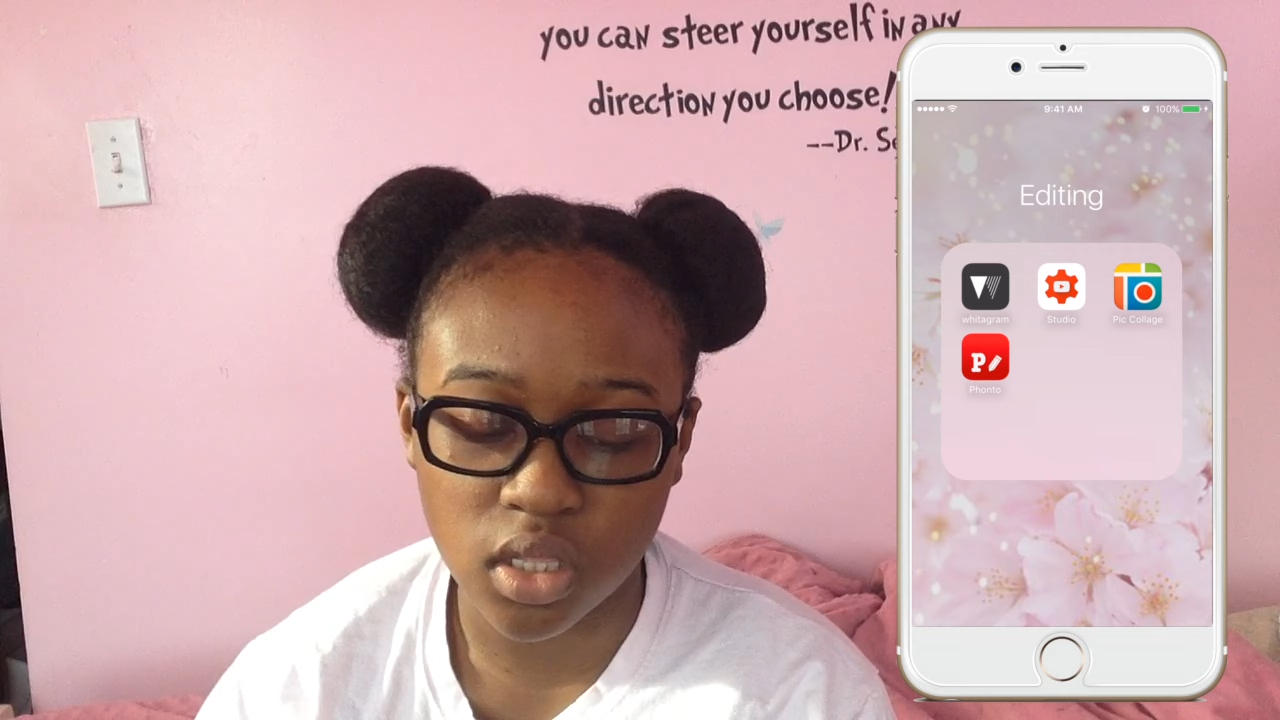 you can steer yourself in any
direction you choose!
--Dr.
9:41 AM
100%
Editing
whitagram
Studio
Pic Collage
P
Phonto